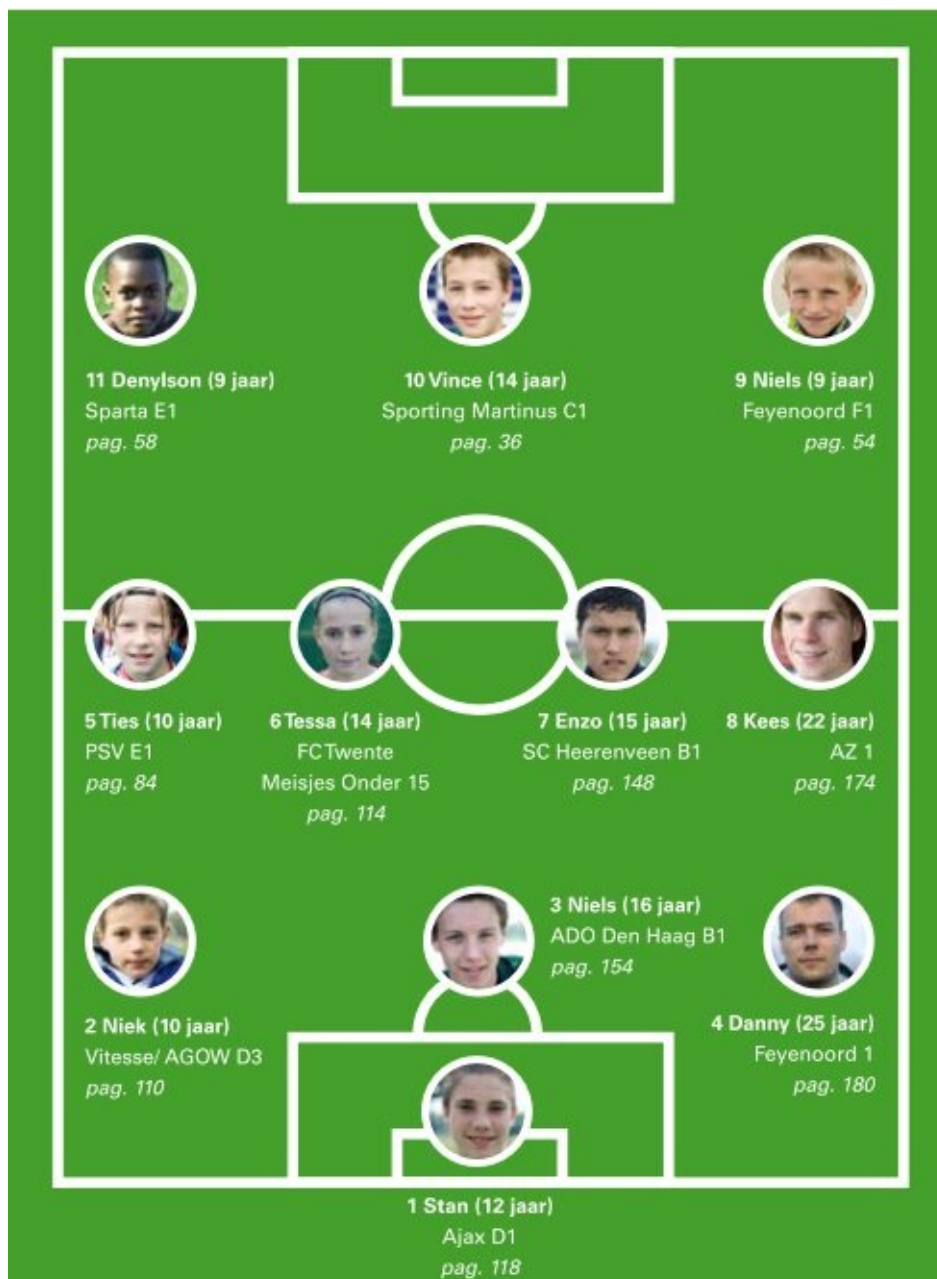 11 Denylson (9 jaar)
Sparta E1
pag. 58
10 Vince (14 jaar)
Sporting Martinus C1
pag. 36
9 Niels (9 jaar)
Feyenoord F1
pag. 54
5 Ties (10 jaar)
PSV E1
pag. 84
6 Tessa (14 jaar)
FC Twente
Meisjes Onder 15
pag. 114
7 Enzo (15 jaar)
SC Heerenveen B1
pag. 148
8 Kees (22 jaar)
AZ 1
pag. 174
2 Niek (10 jaar)
Vitesse/ AGOW D3
pag. 110
3 Niels (16 jaar)
ADO Den Haag B1
pag. 154
4 Danny (25 jaar)
Feyenoord 1
pag. 180
1 Stan (12 jaar)
Ajax D1
pag. 118